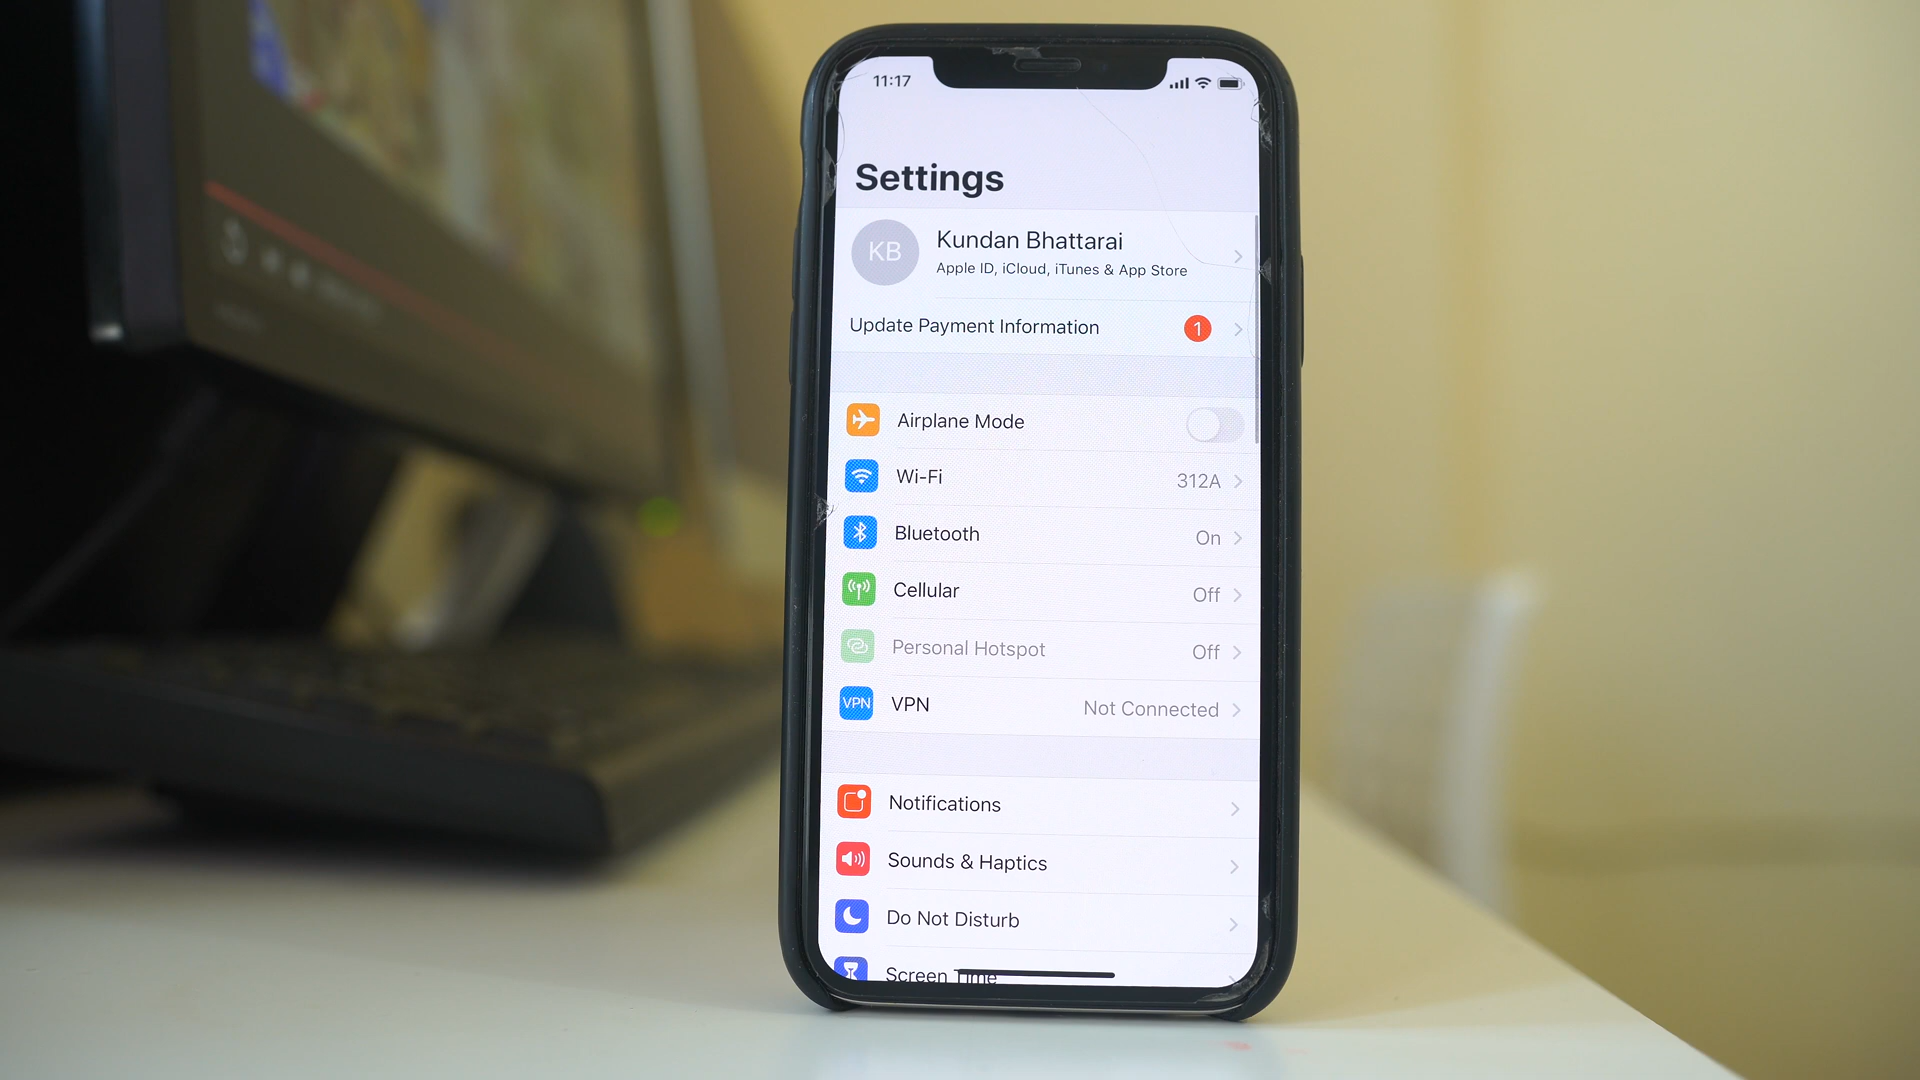 11:17
Settings
KB
Kundan Bhattarai
Apple ID, iCloud, iTunes & App Store
Update Payment Information 1
Airplane Mode
Wi-Fi 312A
Bluetooth On
Cellular Off
Personal Hotspot Off
VPN VPN Not Connected
Notifications
Sounds & Haptics
Do Not Disturb
Screen Time